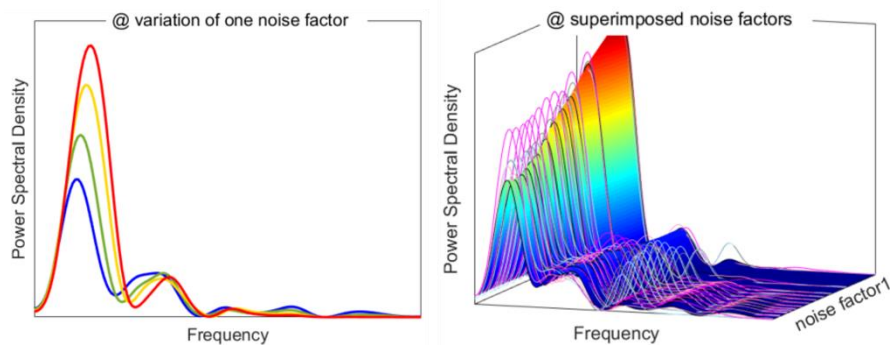 @ variation of one noise factor
Power Spectral Density
Frequency
@ superimposed noise factors
Power Spectral Density
Frequency
noise factor1